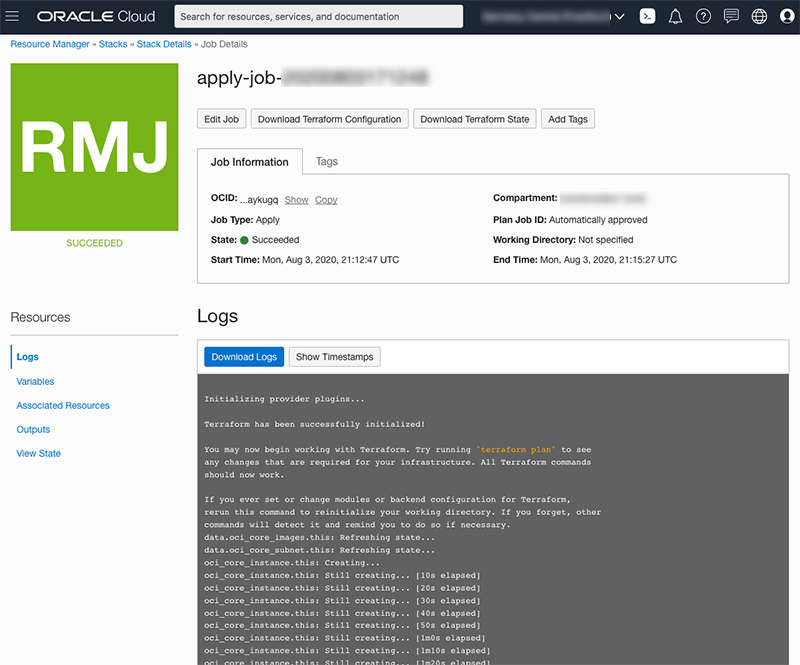 ORACLE Cloud
Search for resources, services, and documentation
Resource Manager » Stacks » Stack Details » Job Details
RMJ
SUCCEEDED
apply-job-
Edit Job
Download Terraform Configuration
Download Terraform State
Add Tags
Job Information
Tags
OCID: ...aykugq Show Copy
Compartment:
Job Type: Apply
Plan Job ID: Automatically approved
State: Succeeded
Working Directory: Not specified
Start Time: Mon, Aug 3, 2020, 21:12:47 UTC
End Time: Mon, Aug 3, 2020, 21:15:27 UTC
Resources
Logs
Variables
Associated Resources
Outputs
View State
Logs
Download Logs
Show Timestamps
Initializing provider plugins...
Terraform has been successfully initialized!
You may now begin working with Terraform. Try running "terraform plan" to see
any changes that are required for your infrastructure. All Terraform commands
should now work.
If you ever set or change modules or backend configuration for Terraform,
rerun this command to reinitialize your working directory. If you forget, other
commands will detect it and remind you to do so if necessary.
data.oci_core_images.this: Refreshing state...
data.oci_core_subnet.this: Refreshing state...
oci_core_instance.this: Creating...
oci_core_instance.this: Still creating... [10s elapsed]
oci_core_instance.this: Still creating... [20s elapsed]
oci_core_instance.this: Still creating... [30s elapsed]
oci_core_instance.this: Still creating... [40s elapsed]
oci_core_instance.this: Still creating... [50s elapsed]
oci_core_instance.this: Still creating... [1m0s elapsed]
oci_core_instance.this: Still creating... [1m10s elapsed]
oci_core_instance.this: Still creating... [1m20s elapsed]